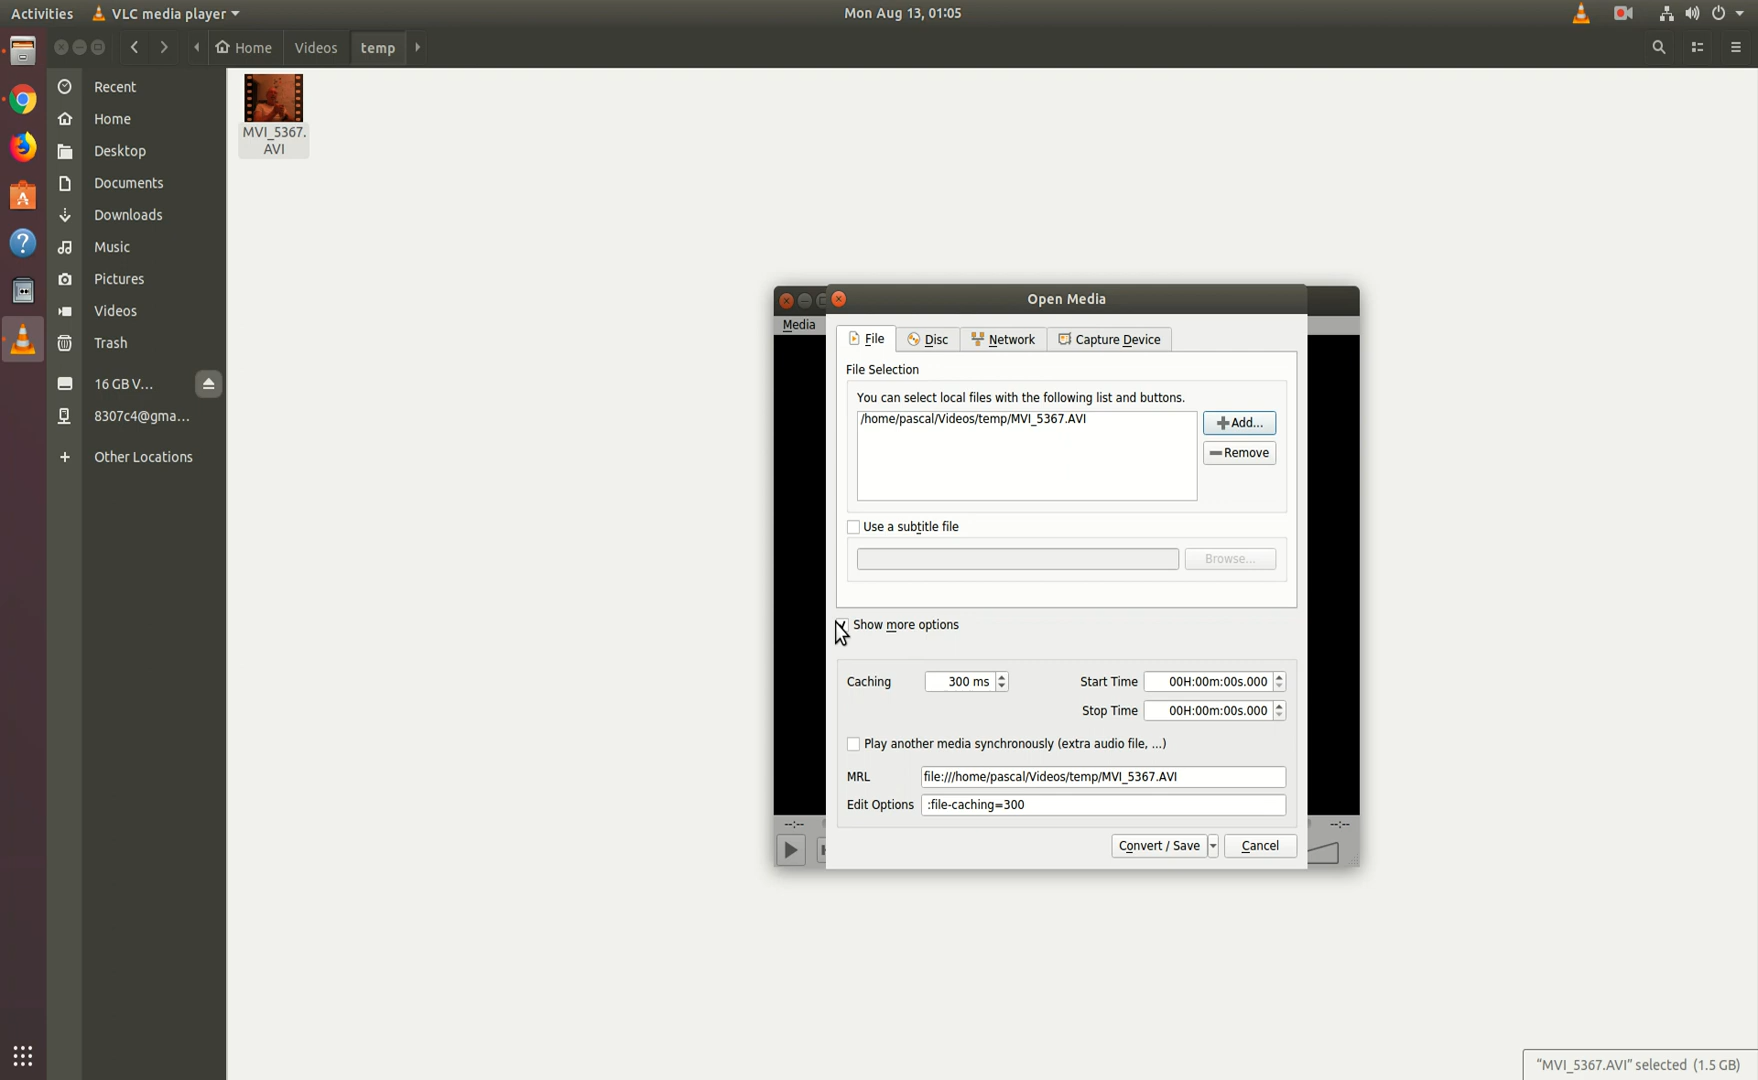 Activities VLC media player Mon Aug 13, 01:05
Home Videos temp
Recent
Home
Desktop
Documents
Downloads
Music
Pictures
Videos
Trash
16 GB V...
8307c4@gma...
Other Locations
MVI_5367.
AVI
Open Media
Media
File Disc Network Capture Device
File Selection
You can select local files with the following list and buttons.
/home/pascal/Videos/temp/MVI_5367.AVI
Add...
Remove
Use a subtitle file
Browse...
Show more options
Caching 300 ms Start Time 00H:00m:00s.000
Stop Time 00H:00m:00s.000
Play another media synchronously (extra audio file, ...)
MRL file:///home/pascal/Videos/temp/MVI_5367.AVI
Edit Options :file-caching=300
--:-- --:--
Convert / Save Cancel
"MVI_5367.AVI" selected (1.5 GB)